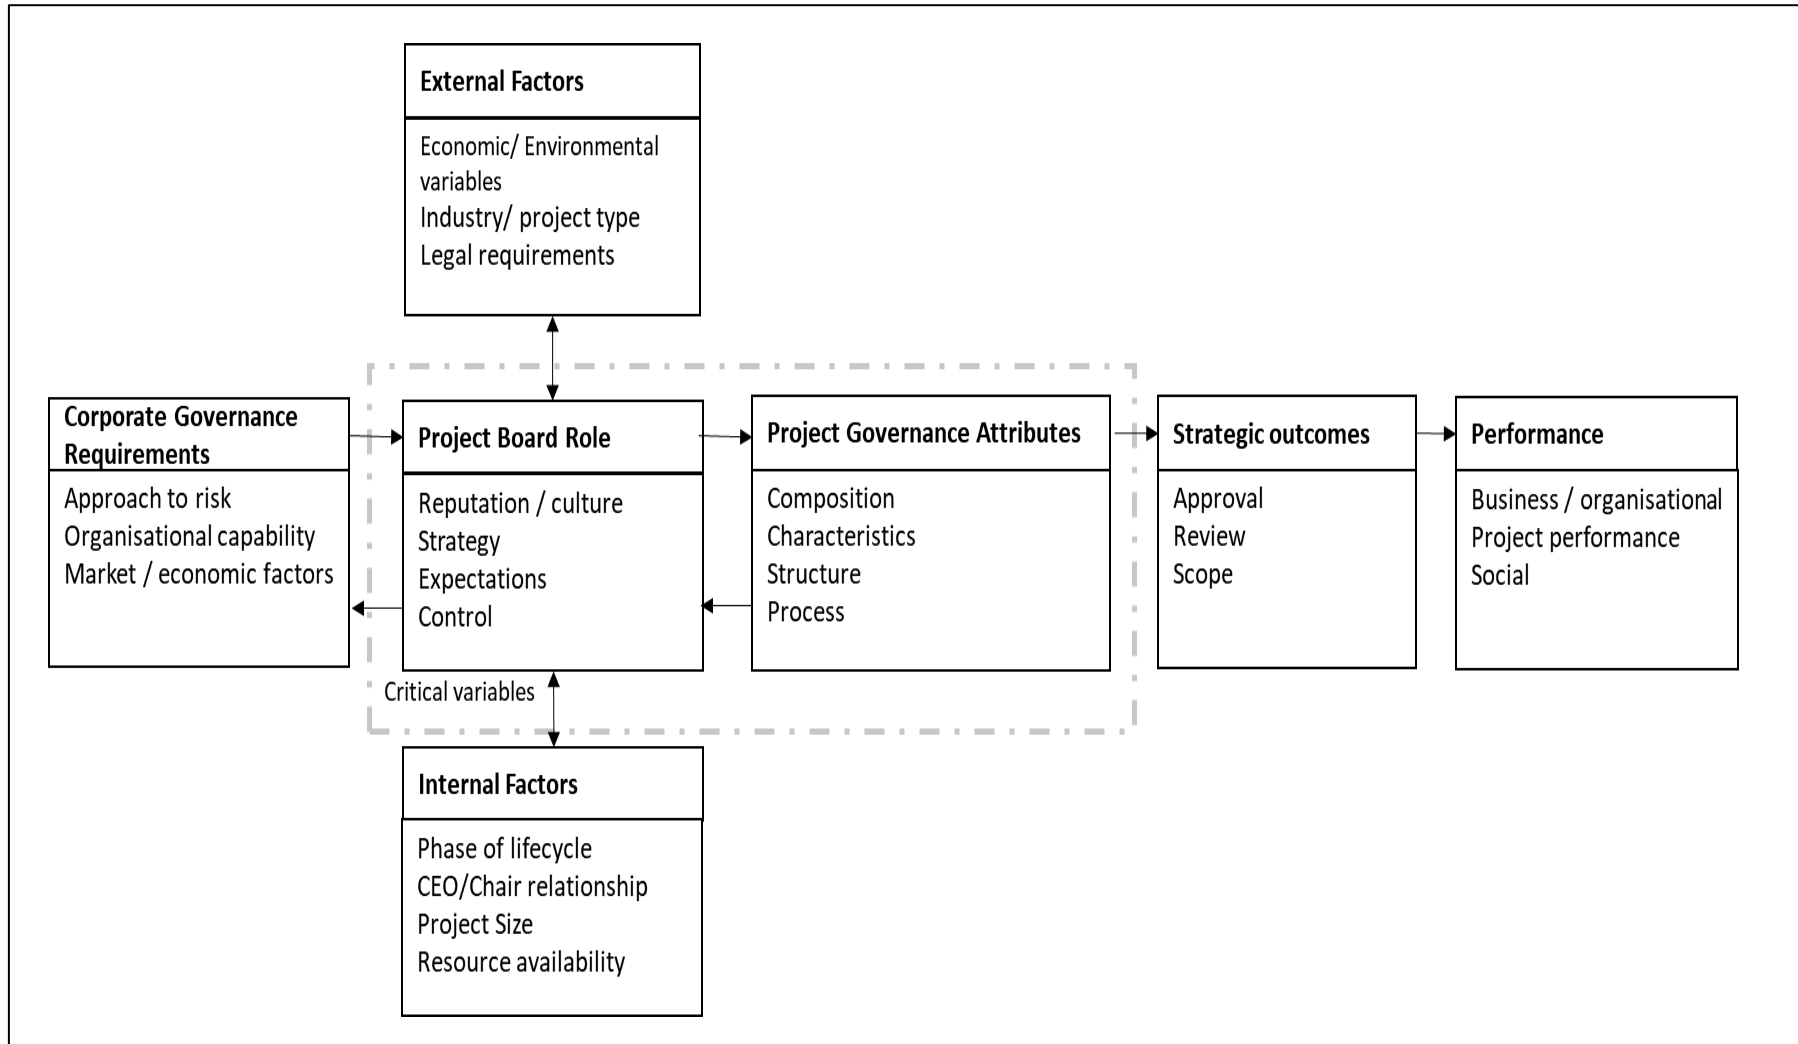 External Factors
Economic/ Environmental
variables
Industry/ project type
Legal requirements
Corporate Governance
Requirements
Approach to risk
Organisational capability
Market / economic factors
Project Board Role
Reputation / culture
Strategy
Expectations
Control
Project Governance Attributes
Composition
Characteristics
Structure
Process
Strategic outcomes
Approval
Review
Scope
Performance
Business / organisational
Project performance
Social
Critical variables
Internal Factors
Phase of lifecycle
CEO/Chair relationship
Project Size
Resource availability